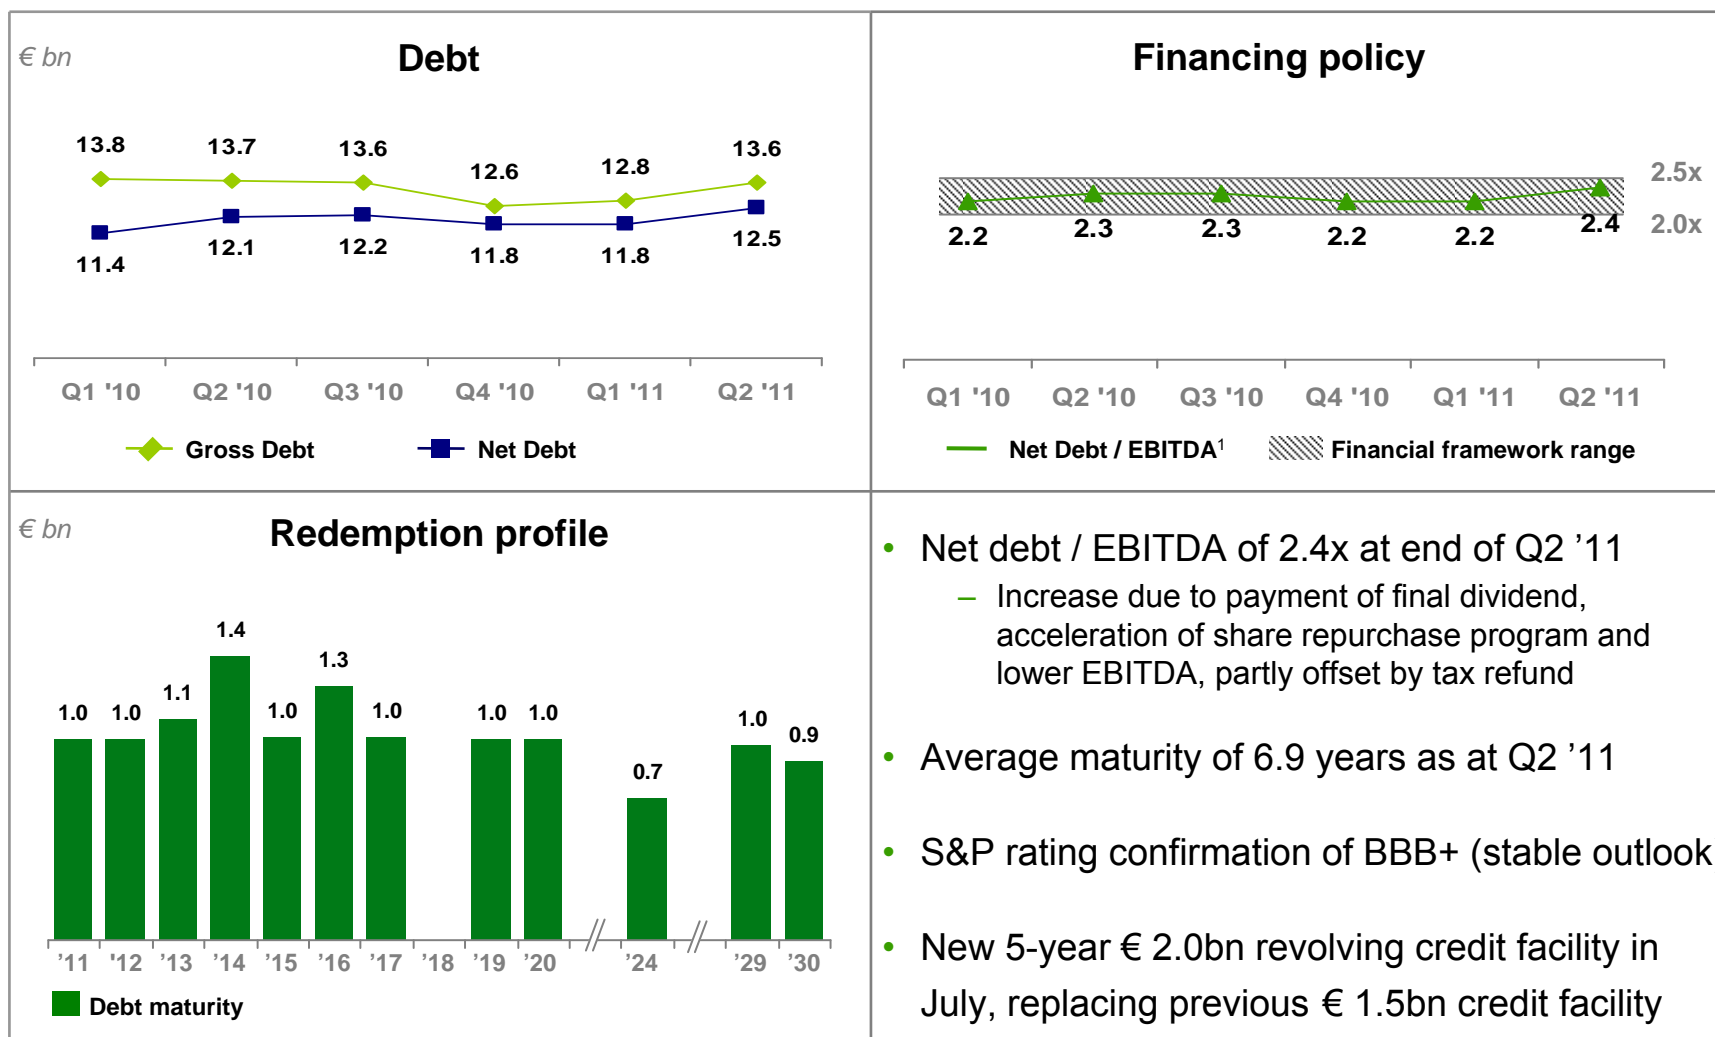 € bn
Debt
13.8
13.7
13.6
12.6
12.8
13.6
11.4
12.1
12.2
11.8
11.8
12.5
Q1 '10
Q2 '10
Q3 '10
Q4 '10
Q1 '11
Q2 '11
Gross Debt
Net Debt
Financing policy
2.5x
2.0x
2.2
2.3
2.3
2.2
2.2
2.4
Q1 '10
Q2 '10
Q3 '10
Q4 '10
Q1 '11
Q2 '11
Net Debt / EBITDA¹
Financial framework range
€ bn
Redemption profile
1.0
1.0
1.1
1.4
1.0
1.3
1.0
1.0
1.0
0.7
1.0
0.9
’11
'12
’13
’14
’15
’16
’17
’18
’19
’20
’24
’29
’30
Debt maturity
• Net debt / EBITDA of 2.4x at end of Q2 ’11
– Increase due to payment of final dividend,
acceleration of share repurchase program and
lower EBITDA, partly offset by tax refund
• Average maturity of 6.9 years as at Q2 ’11
• S&P rating confirmation of BBB+ (stable outlook
• New 5-year € 2.0bn revolving credit facility in
July, replacing previous € 1.5bn credit facility